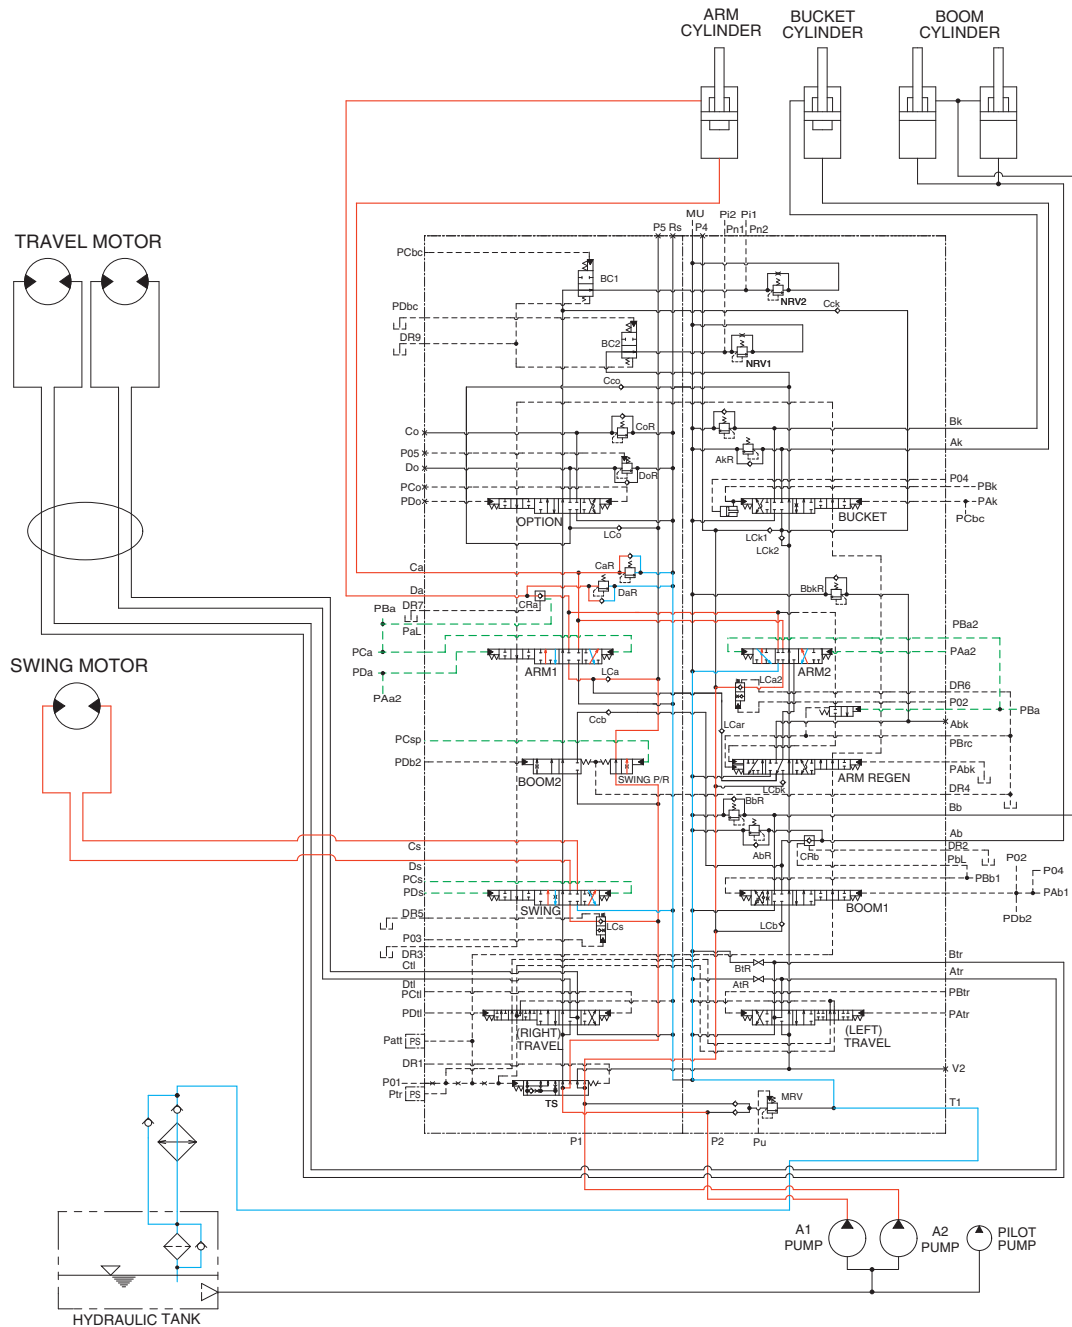 ARM
CYLINDER
BUCKET
CYLINDER
BOOM
CYLINDER
TRAVEL MOTOR
SWING MOTOR
P5 Rs
MU
P4
Pi2 Pi1
Pn1 Pn2
PCbc
BC1
NRV2
Cck
PDbc
DR9
BC2
NRV1
Cco
Co
CoR
Bk
Ak
P05
AkR
Do
DoR
P04
PCo
PBk
PDo
PAk
OPTION
BUCKET
PCbc
LCo
LCk1
LCk2
Ca
CaR
Da
DaR
BbkR
CRa
PBa
DR7
PaL
PBa2
PCa
PAa2
ARM1
ARM2
PDa
LCa
LCa2
DR6
PAa2
P02
PBa
Ccb
LCar
Abk
PCsp
PBrc
PDb2
BOOM2
SWING P/R
ARM REGEN
PAbk
LCbk
DR4
BbR
Bb
AbR
Ab
CRb
DR2
PbL
Cs
Ds
PCs
PDs
P02
P04
PBb1
PAb1
SWING
BOOM1
PDb2
DR5
LCs
LCb
P03
DR3
Ctl
Btr
BtR
Atr
AtR
Dtl
PCtl
PBtr
PDtl
PAtr
(RIGHT)
TRAVEL
(LEFT)
TRAVEL
Patt PS
DR1
V2
P01
Ptr PS
TS
MRV
T1
P1
P2
Pu
A1
PUMP
A2
PUMP
PILOT
PUMP
HYDRAULIC TANK